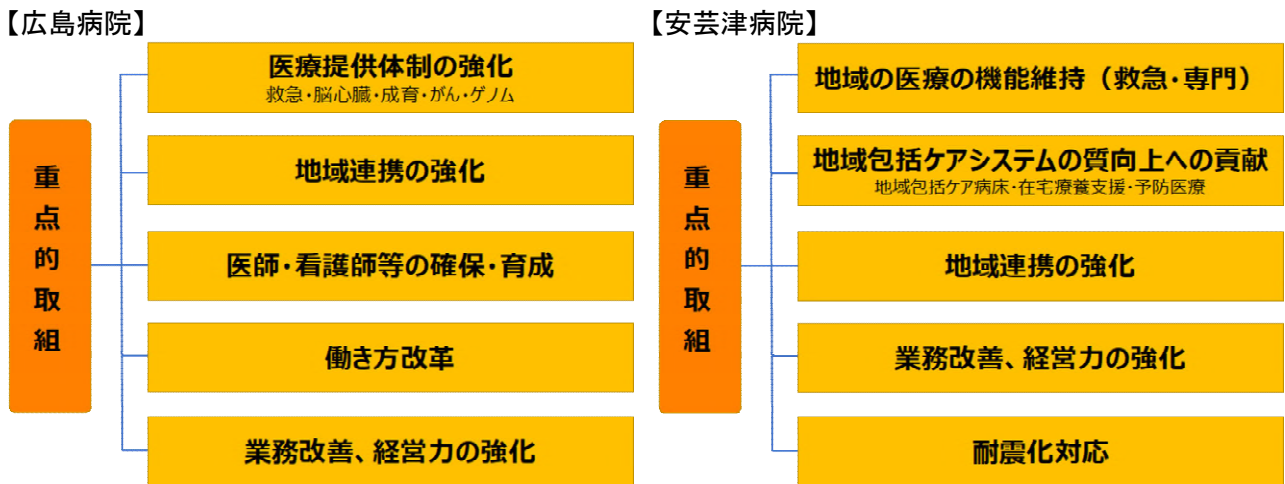 【広島病院】
重点的取組
医療提供体制の強化
救急・脳心臓・成育・がん・ゲノム
地域連携の強化
医師・看護師等の確保・育成
働き方改革
業務改善、経営力の強化
【安芸津病院】
重点的取組
地域の医療の機能維持（救急・専門）
地域包括ケアシステムの質向上への貢献
地域包括ケア病床・在宅療養支援・予防医療
地域連携の強化
業務改善、経営力の強化
耐震化対応